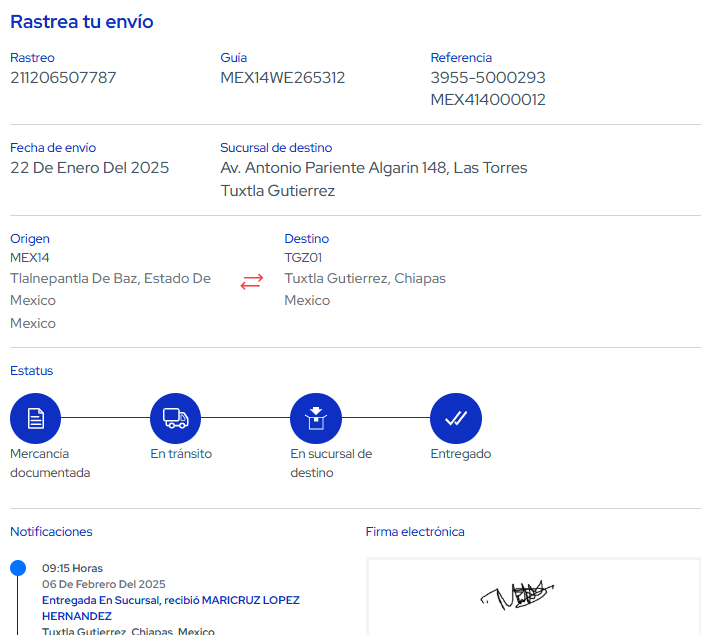 Rastrea tu envío
Rastreo
211206507787
Guía
MEX14WE265312
Referencia
3955-5000293
MEX414000012
Fecha de envío
22 De Enero Del 2025
Sucursal de destino
Av. Antonio Pariente Algarin 148, Las Torres
Tuxtla Gutierrez
Origen
MEX14
Tlalnepantla De Baz, Estado De
Mexico
Mexico
Destino
TGZ01
Tuxtla Gutierrez, Chiapas
Mexico
Estatus
Mercancía
documentada
En tránsito
En sucursal de
destino
Entregado
Notificaciones
09:15 Horas
06 De Febrero Del 2025
Entregada En Sucursal, recibió MARICRUZ LOPEZ
HERNANDEZ
Tuxtla Gutierrez, Chiapas, Mexico
Firma electrónica